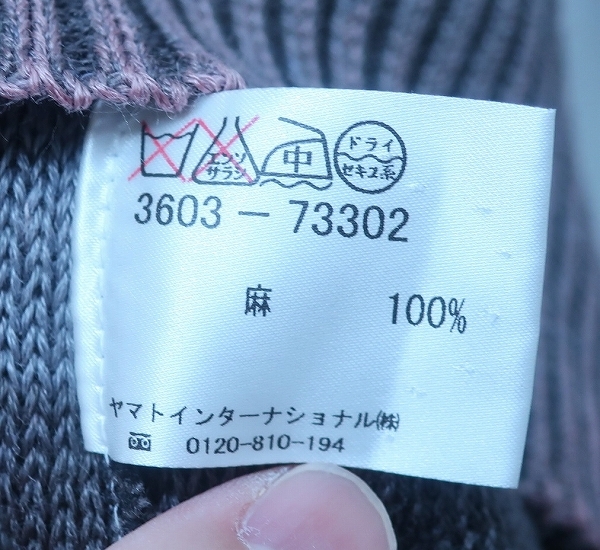 エンソ
サラシ
中
ドライ
セキユ系
3603-73302
麻 100%
ヤマトインターナショナル㈱
0120-810-194